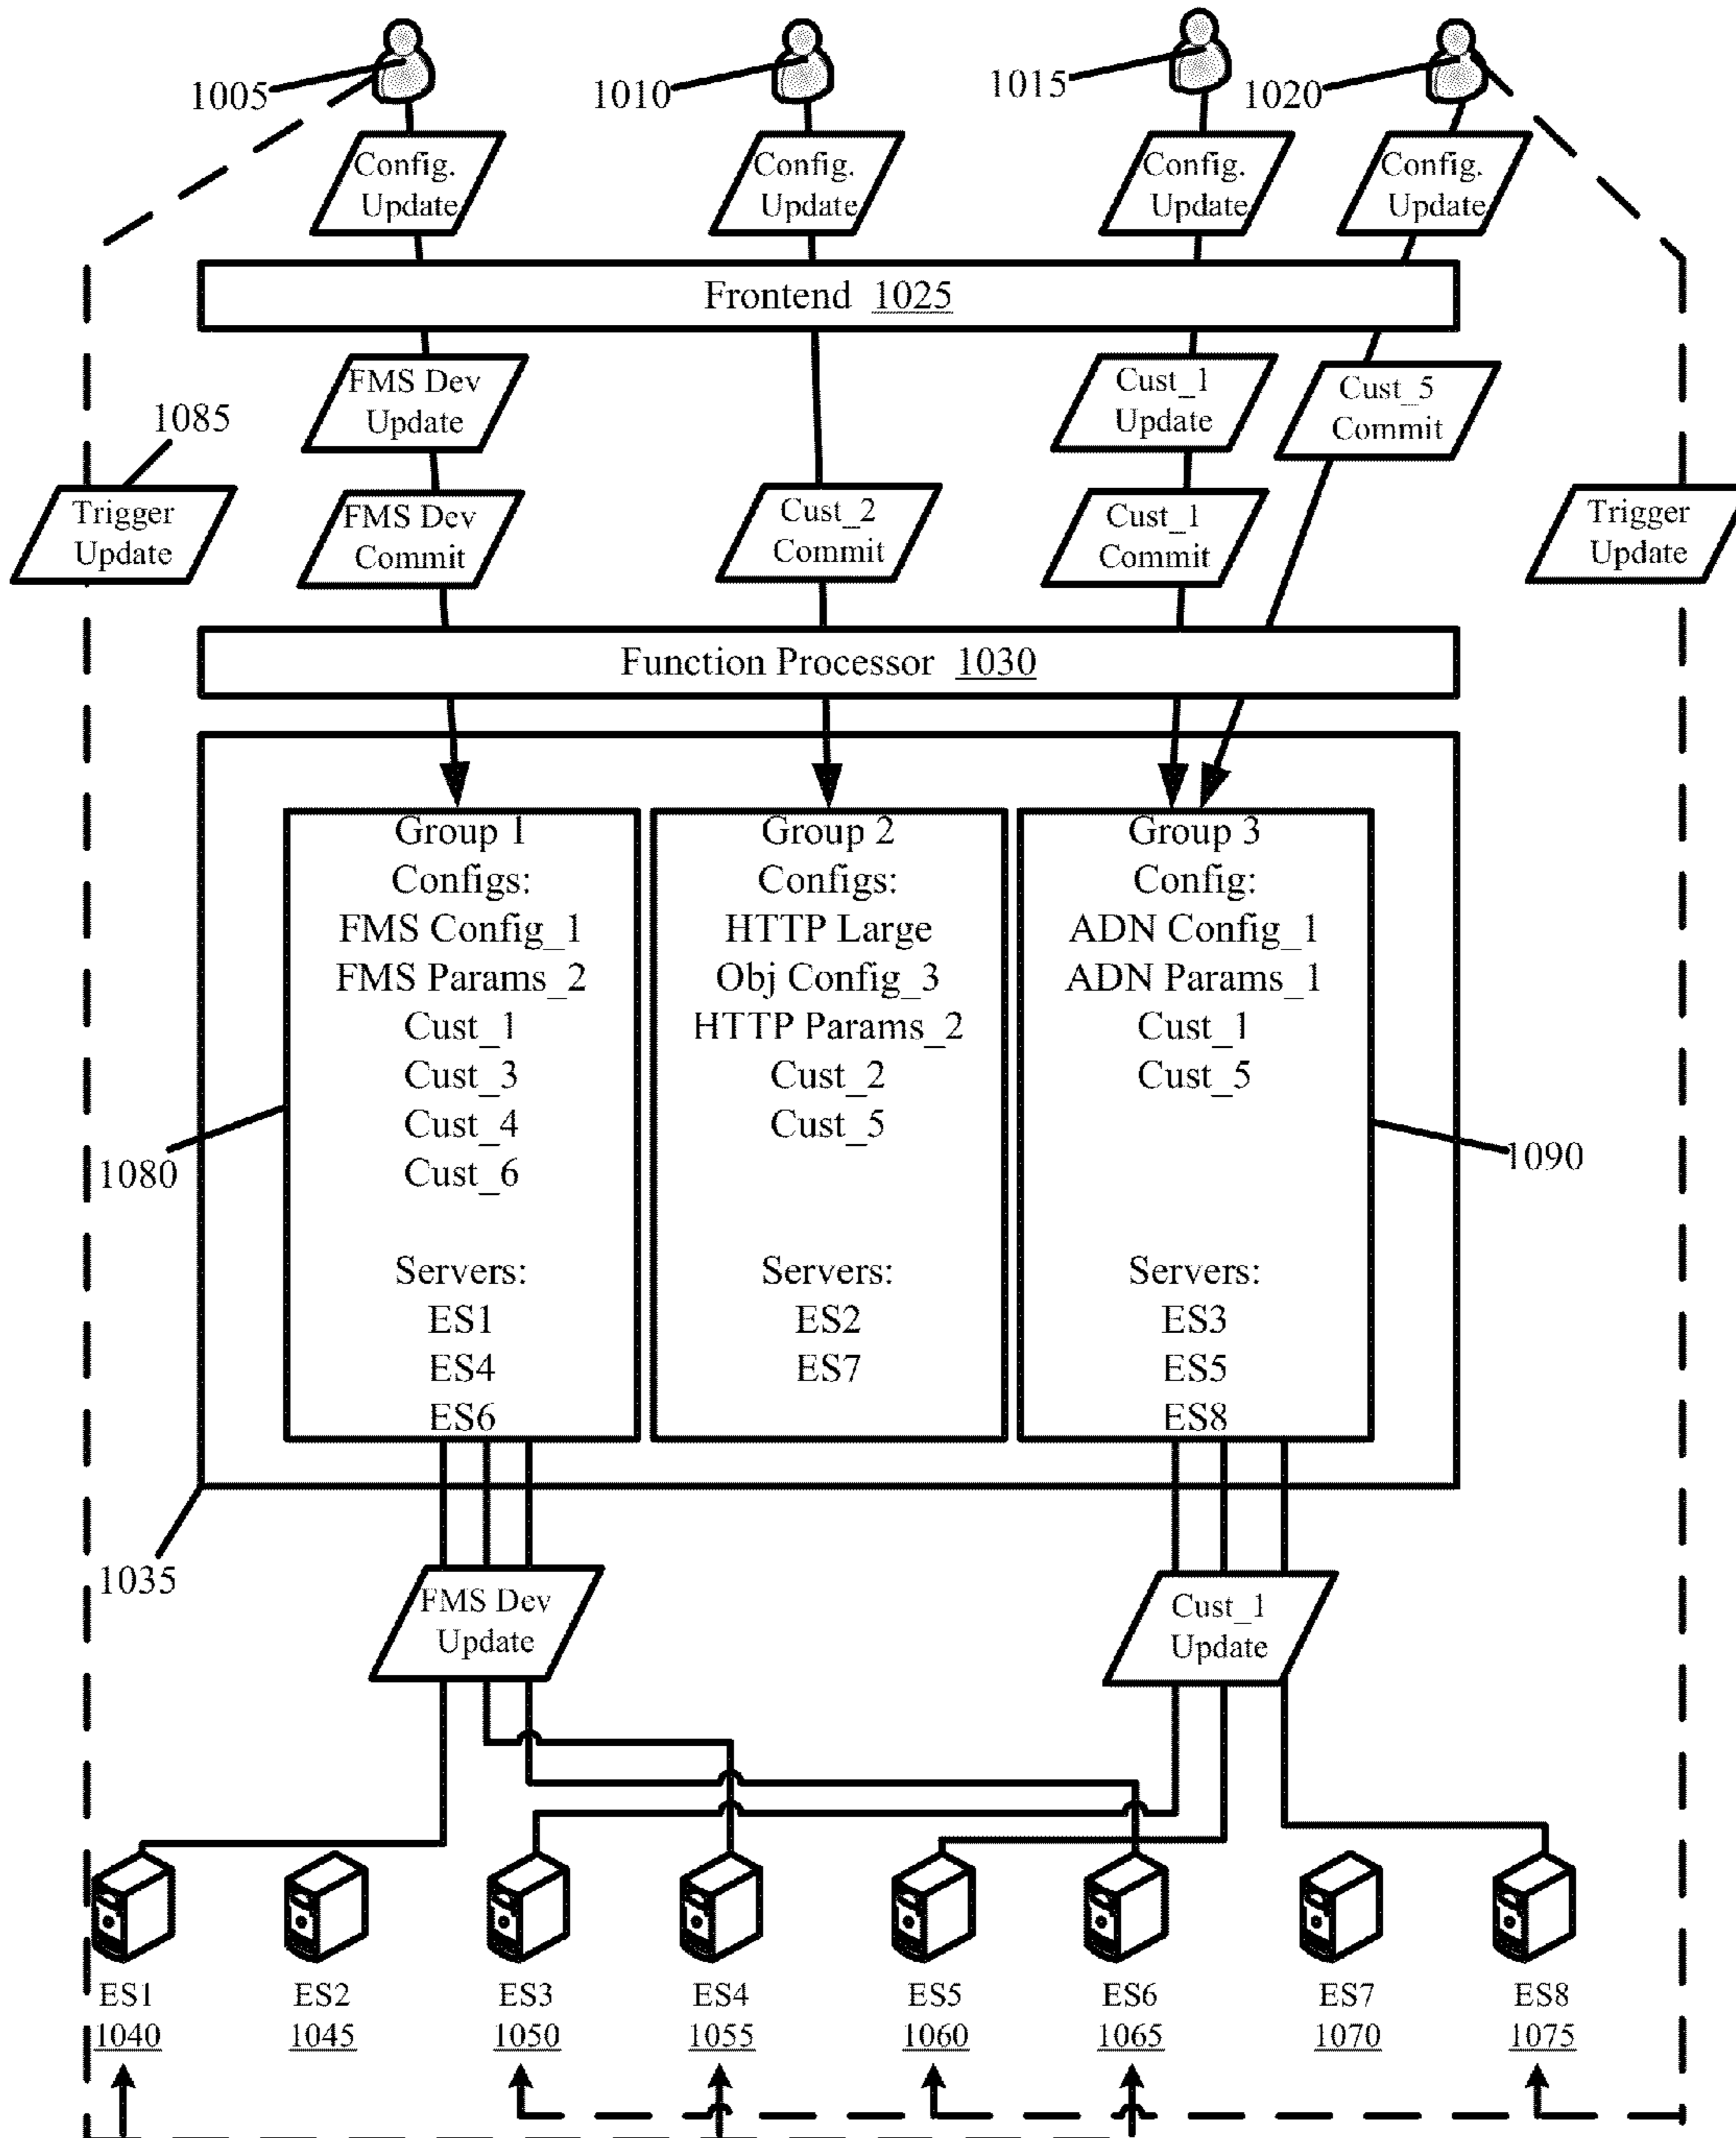 1005
1010
1015
1020
Config.
Update
Config.
Update
Config.
Update
Config.
Update
Frontend 1025
FMS Dev
Update
Cust_1
Update
Cust_5
Commit
1085
Trigger
Update
FMS Dev
Commit
Cust_2
Commit
Cust_1
Commit
Trigger
Update
Function Processor 1030
Group 1
Configs:
FMS Config_1
FMS Params_2
Cust_1
Cust_3
Cust_4
Cust_6
Servers:
ES1
ES4
ES6
Group 2
Configs:
HTTP Large
Obj Config_3
HTTP Params_2
Cust_2
Cust_5
Servers:
ES2
ES7
Group 3
Config:
ADN Config_1
ADN Params_1
Cust_1
Cust_5
Servers:
ES3
ES5
ES8
1080
1090
1035
FMS Dev
Update
Cust_1
Update
ES1
1040
ES2
1045
ES3
1050
ES4
1055
ES5
1060
ES6
1065
ES7
1070
ES8
1075